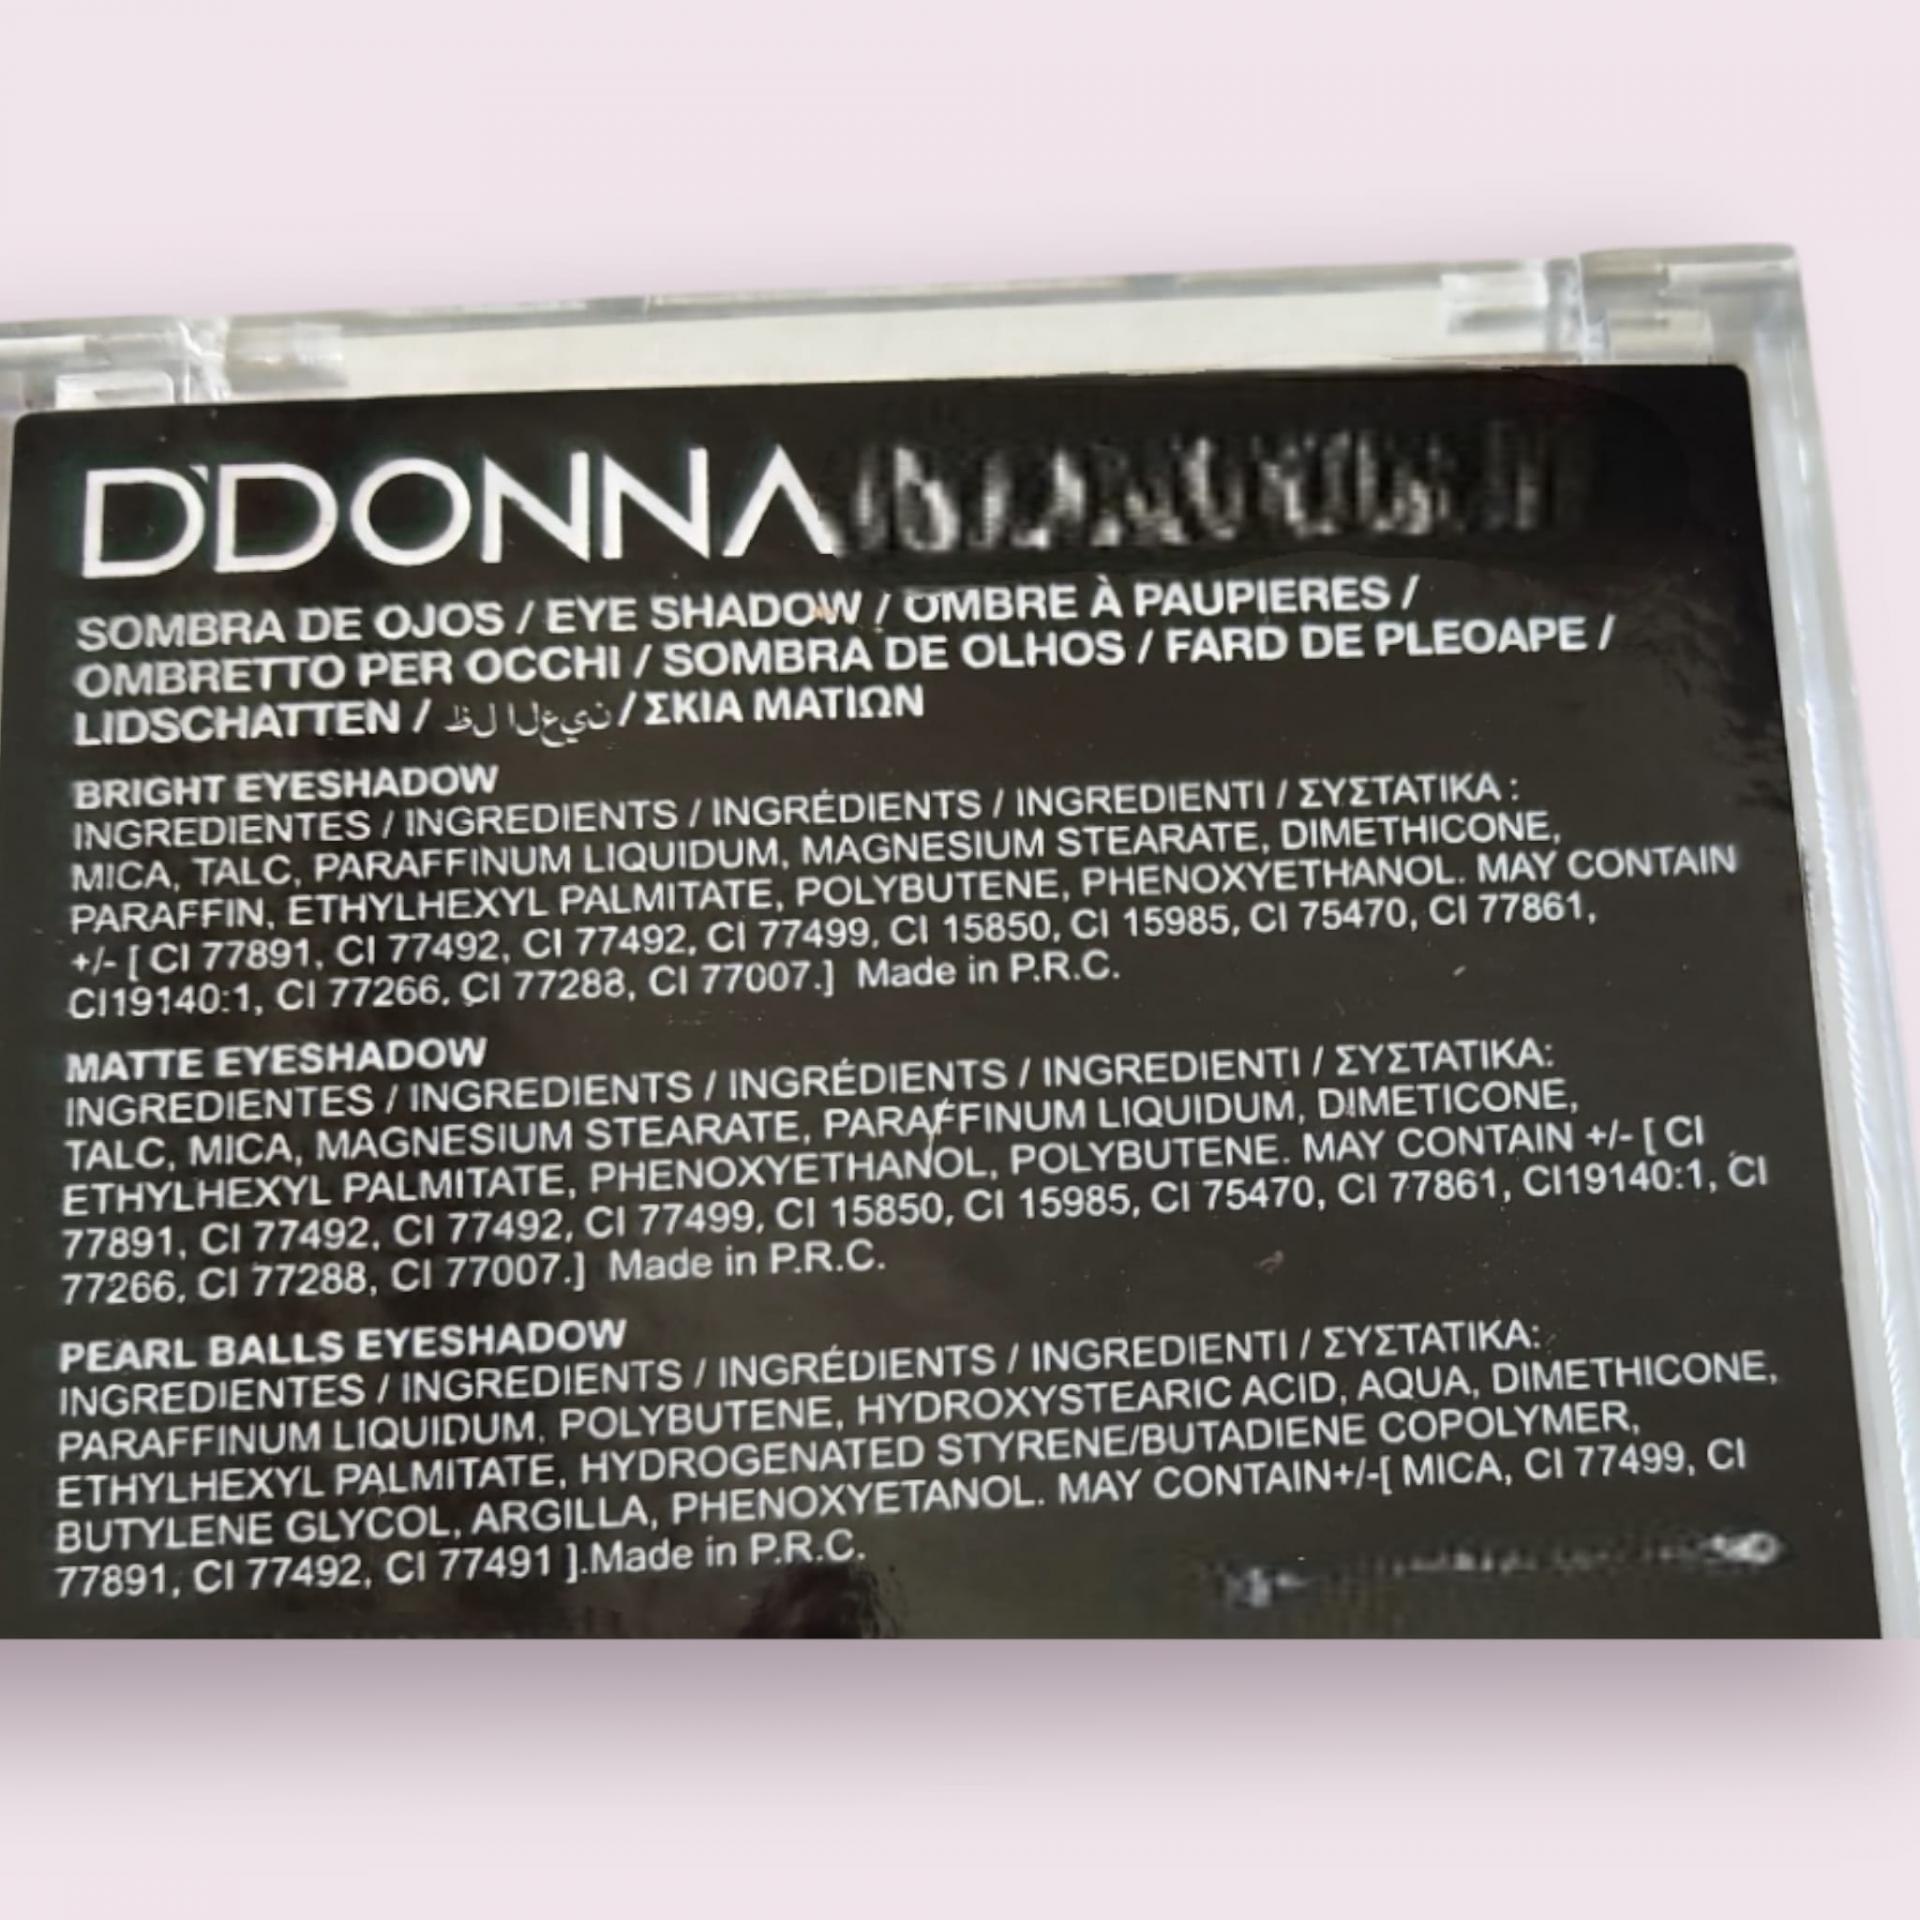 D'DONNA
SOMBRA DE OJOS / EYE SHADOW / OMBRE À PAUPIERES /
OMBRETTO PER OCCHI / SOMBRA DE OLHOS / FARD DE PLEOAPE /
LIDSCHATTEN / ظل العين / ΣΚΙΑ ΜΑΤΙΩΝ
BRIGHT EYESHADOW
INGREDIENTES / INGREDIENTS / INGRÉDIENTS / INGREDIENTI / ΣΥΣΤΑΤΙΚΑ :
MICA, TALC, PARAFFINUM LIQUIDUM, MAGNESIUM STEARATE, DIMETHICONE,
PARAFFIN, ETHYLHEXYL PALMITATE, POLYBUTENE, PHENOXYETHANOL. MAY CONTAIN
+/- [ CI 77891, CI 77492, CI 77492, CI 77499, CI 15850, CI 15985, CI 75470, CI 77861,
CI19140:1, CI 77266, CI 77288, CI 77007.] Made in P.R.C.
MATTE EYESHADOW
INGREDIENTES / INGREDIENTS / INGRÉDIENTS / INGREDIENTI / ΣΥΣΤΑΤΙΚΑ:
TALC, MICA, MAGNESIUM STEARATE, PARAFFINUM LIQUIDUM, DIMETICONE,
ETHYLHEXYL PALMITATE, PHENOXYETHANOL, POLYBUTENE. MAY CONTAIN +/- [ CI
77891, CI 77492, CI 77492, CI 77499, CI 15850, CI 15985, CI 75470, CI 77861, CI19140:1, CI
77266, CI 77288, CI 77007.] Made in P.R.C.
PEARL BALLS EYESHADOW
INGREDIENTES / INGREDIENTS / INGRÉDIENTS / INGREDIENTI / ΣΥΣΤΑΤΙΚΑ:
PARAFFINUM LIQUIDUM, POLYBUTENE, HYDROXYSTEARIC ACID, AQUA, DIMETHICONE,
ETHYLHEXYL PALMITATE, HYDROGENATED STYRENE/BUTADIENE COPOLYMER,
BUTYLENE GLYCOL, ARGILLA, PHENOXYETANOL. MAY CONTAIN+/-[ MICA, CI 77499, CI
77891, CI 77492, CI 77491 ].Made in P.R.C.